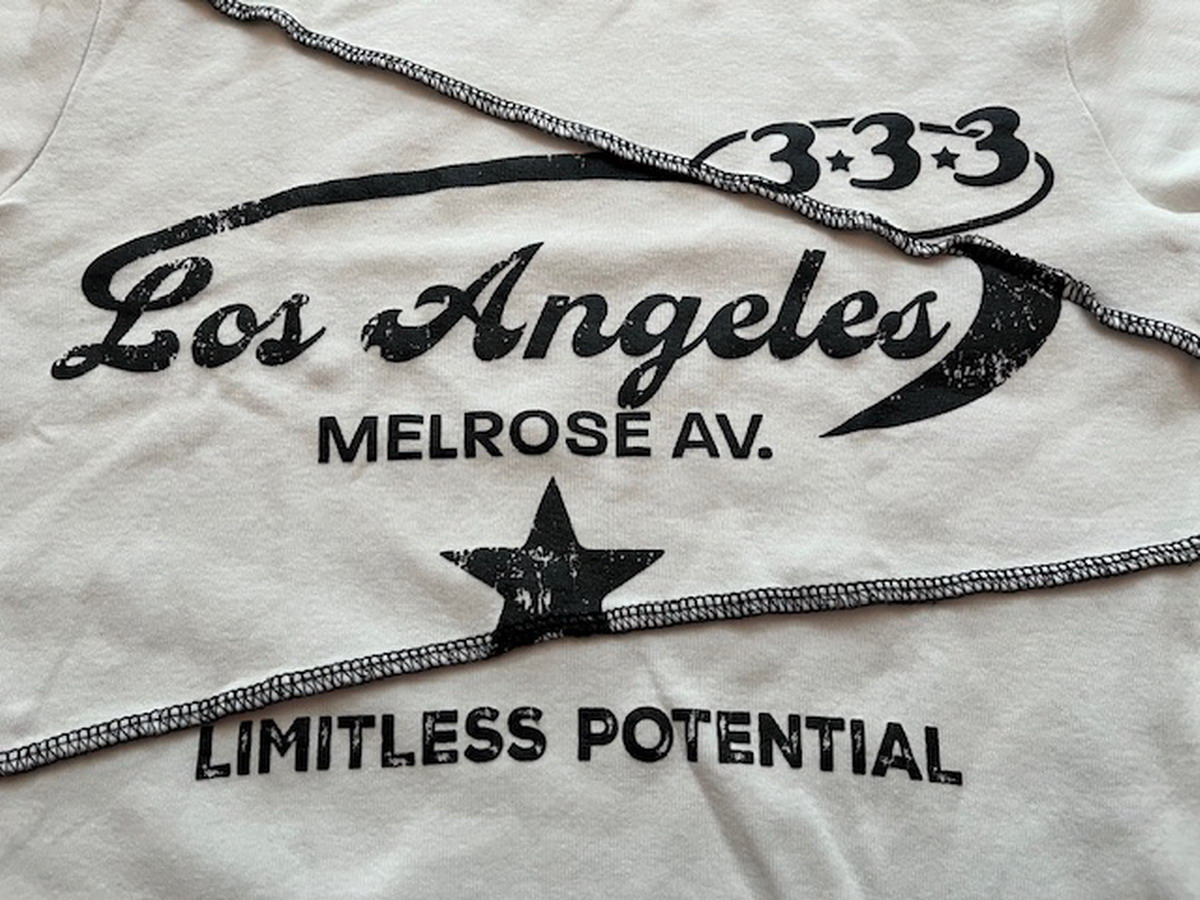 3★3★3
Los Angeles
MELROSE AV.
LIMITLESS POTENTIAL